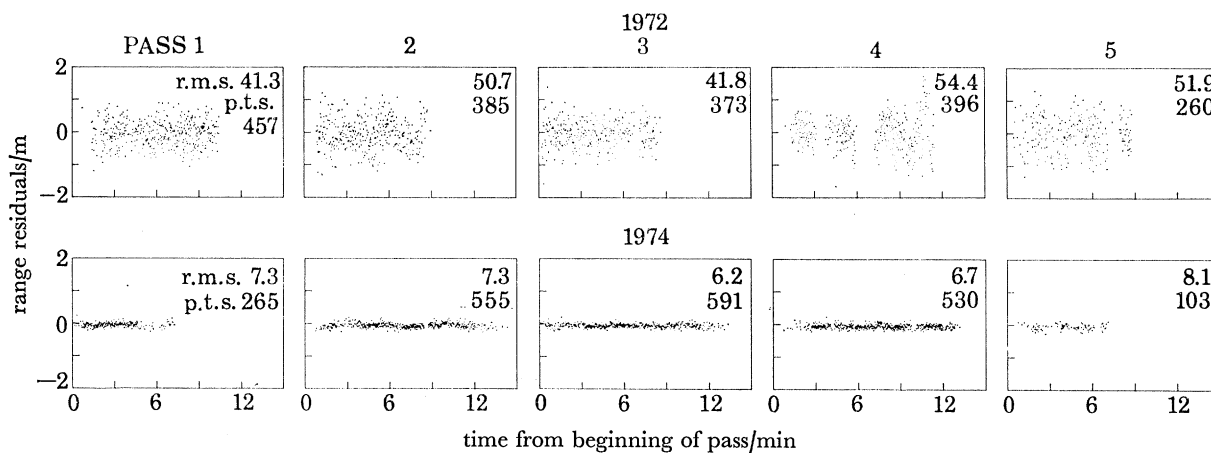 1972
PASS 1 2 3 4 5
2 r.m.s. 41.3 50.7 41.8 54.4 51.9
p.t.s. 385 373 396 260
0 457
−2
1974
2 r.m.s. 7.3 7.3 6.2 6.7 8.1
p.t.s. 265 555 591 530 103
0
−2
0 6 12 0 6 12 0 6 12 0 6 12 0 6 12
range residuals/m
time from beginning of pass/min